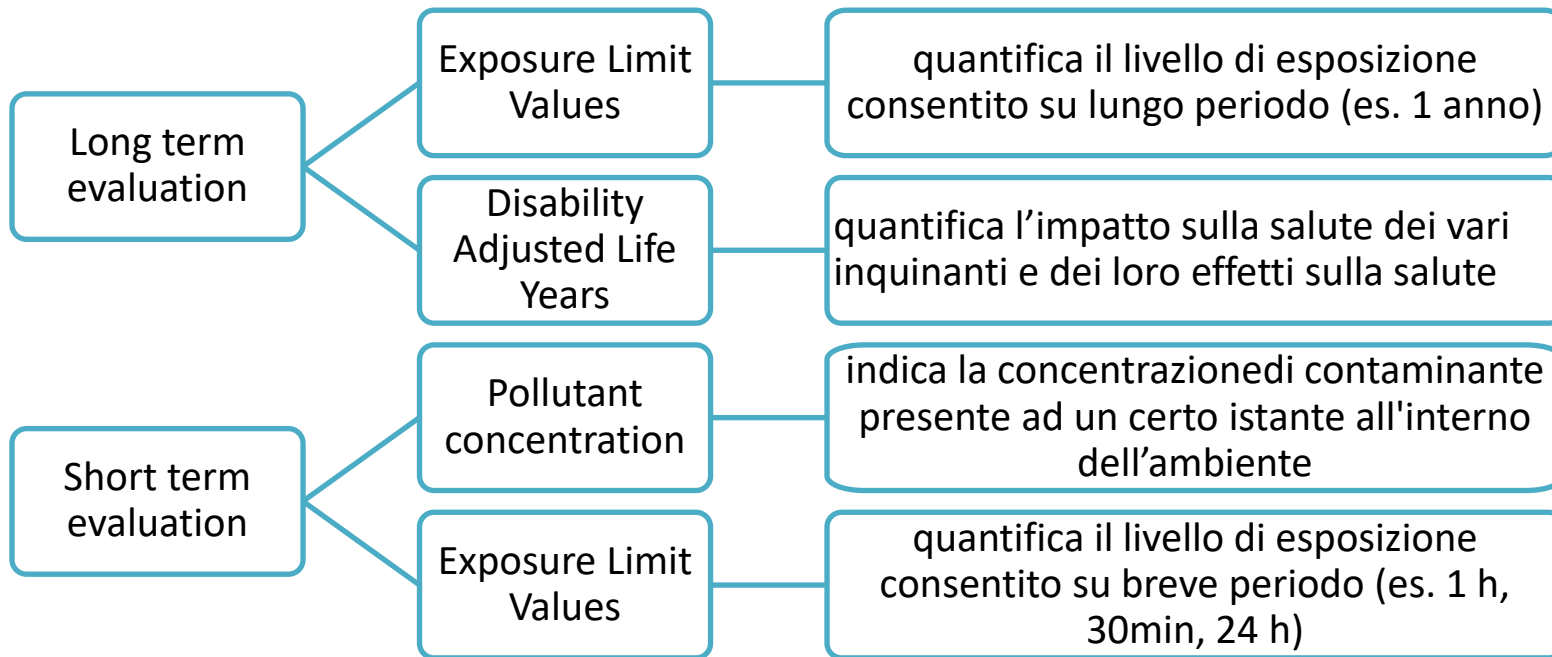 Long term
evaluation
Exposure Limit
Values
quantifica il livello di esposizione
consentito su lungo periodo (es. 1 anno)
Disability
Adjusted Life
Years
quantifica l’impatto sulla salute dei vari
inquinanti e dei loro effetti sulla salute
Short term
evaluation
Pollutant
concentration
indica la concentrazionedi contaminante
presente ad un certo istante all'interno
dell’ambiente
Exposure Limit
Values
quantifica il livello di esposizione
consentito su breve periodo (es. 1 h,
30min, 24 h)